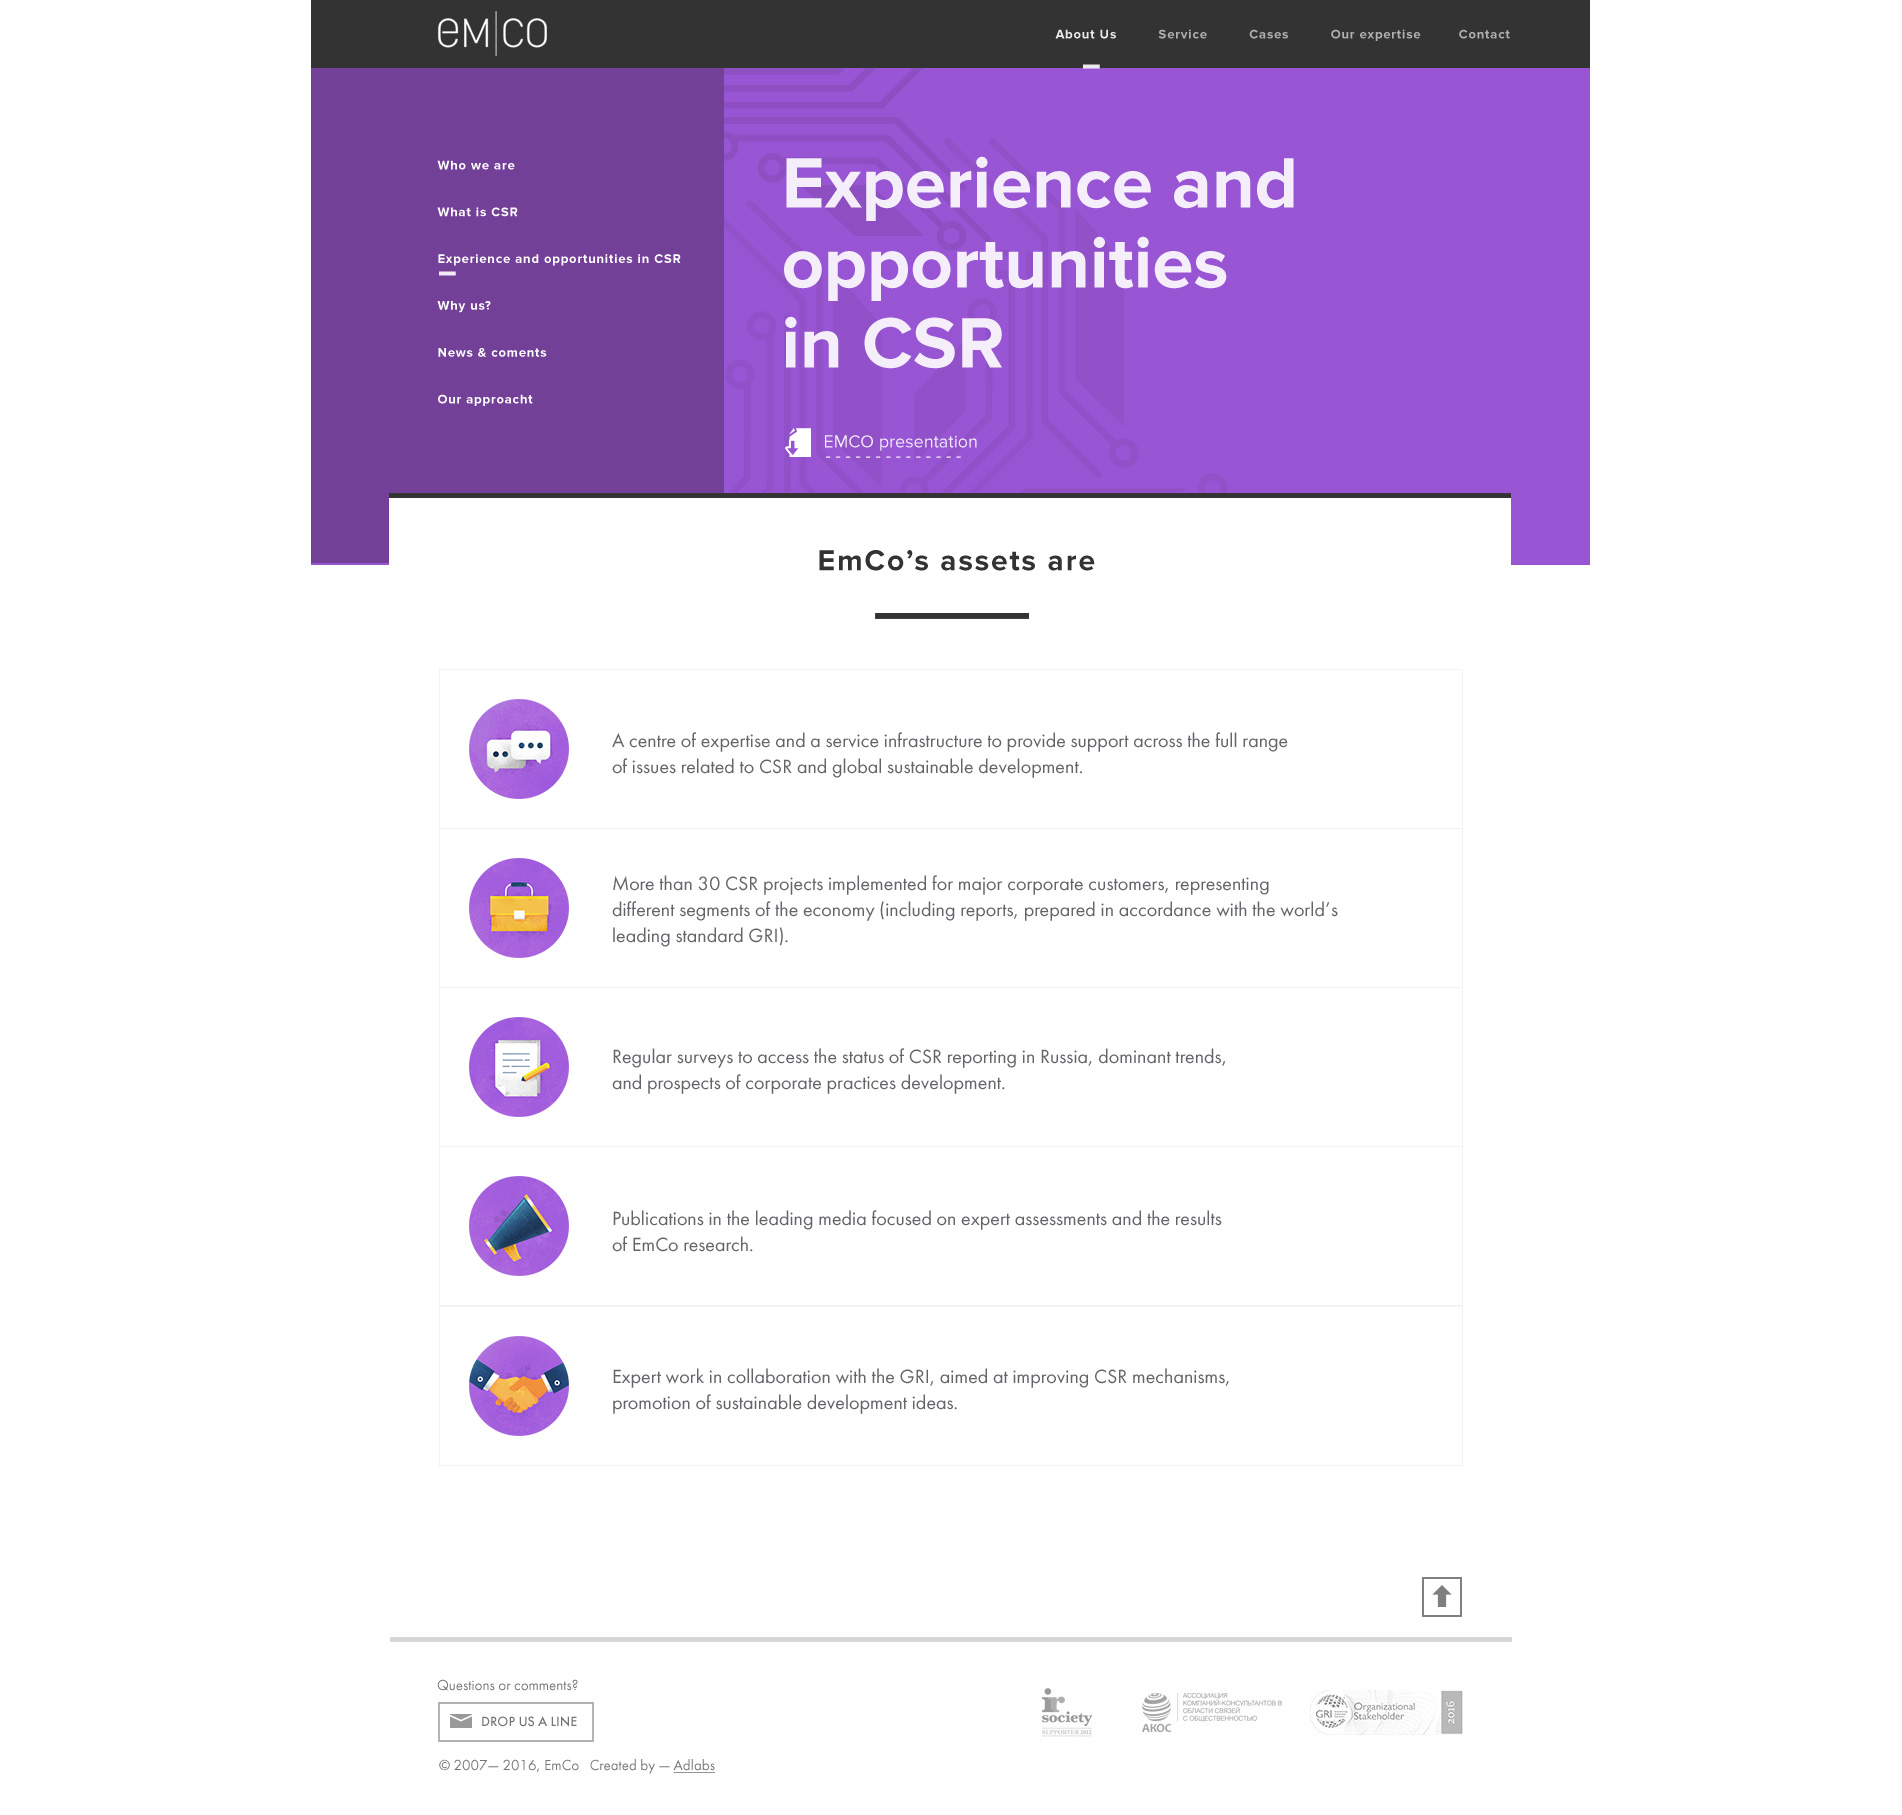 eMCO
About Us
Service
Cases
Our expertise
Contact
Who we are
What is CSR
Experience and opportunities in CSR
Why us?
News & coments
Our approacht
Experience and
opportunities
in CSR
EMCO presentation
EmCo’s assets are
A centre of expertise and a service infrastructure to provide support across the full range
of issues related to CSR and global sustainable development.
More than 30 CSR projects implemented for major corporate customers, representing
different segments of the economy (including reports, prepared in accordance with the world’s
leading standard GRI).
Regular surveys to access the status of CSR reporting in Russia, dominant trends,
and prospects of corporate practices development.
Publications in the leading media focused on expert assessments and the results
of EmCo research.
Expert work in collaboration with the GRI, aimed at improving CSR mechanisms,
promotion of sustainable development ideas.
Questions or comments?
DROP US A LINE
© 2007— 2016, EmCo Created by — Adlabs
ir
society
SUPPORTER 2012
АКОС
АССОЦИАЦИЯ
КОМПАНИЙ-КОНСУЛЬТАНТОВ В
ОБЛАСТИ СВЯЗЕЙ
С ОБЩЕСТВЕННОСТЬЮ
GRI
Organizational
Stakeholder
2016